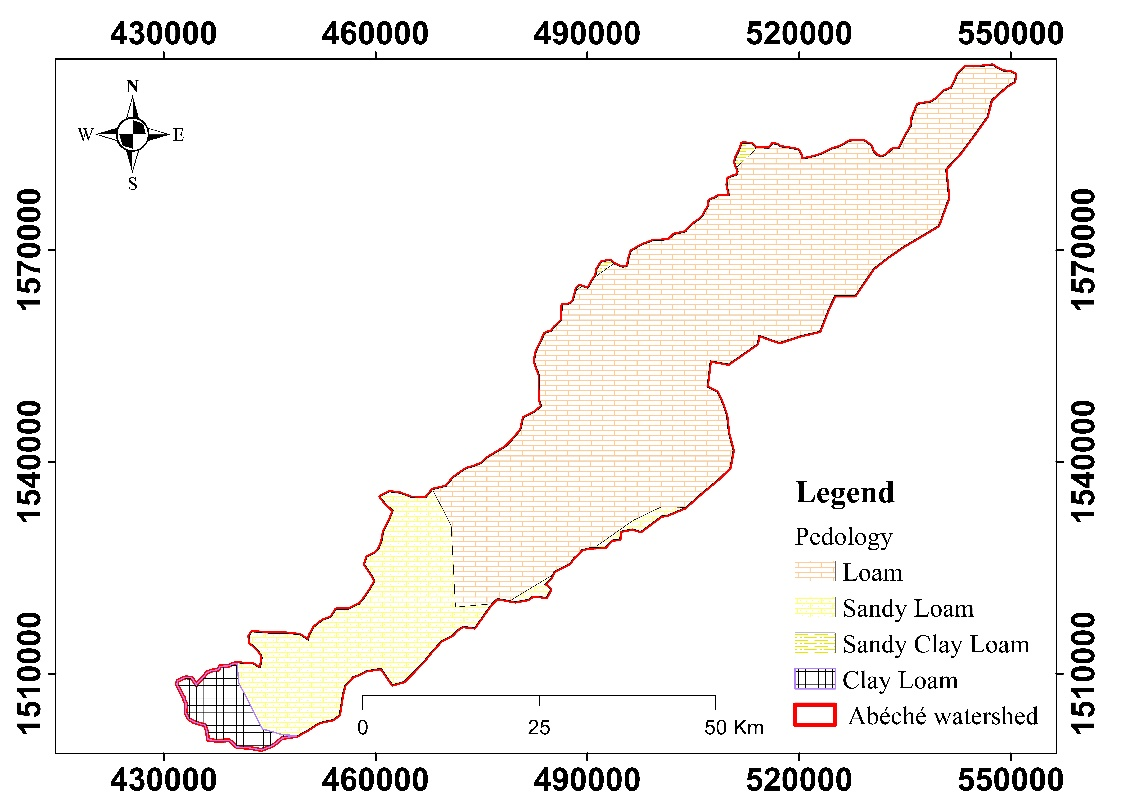 430000 460000 490000 520000 550000
N
W E
S
1570000 1570000
1540000 1540000
Legend
Pedology
Loam
Sandy Loam
Sandy Clay Loam
1510000 1510000
Clay Loam
Abéché watershed
0 25 50 Km
430000 460000 490000 520000 550000